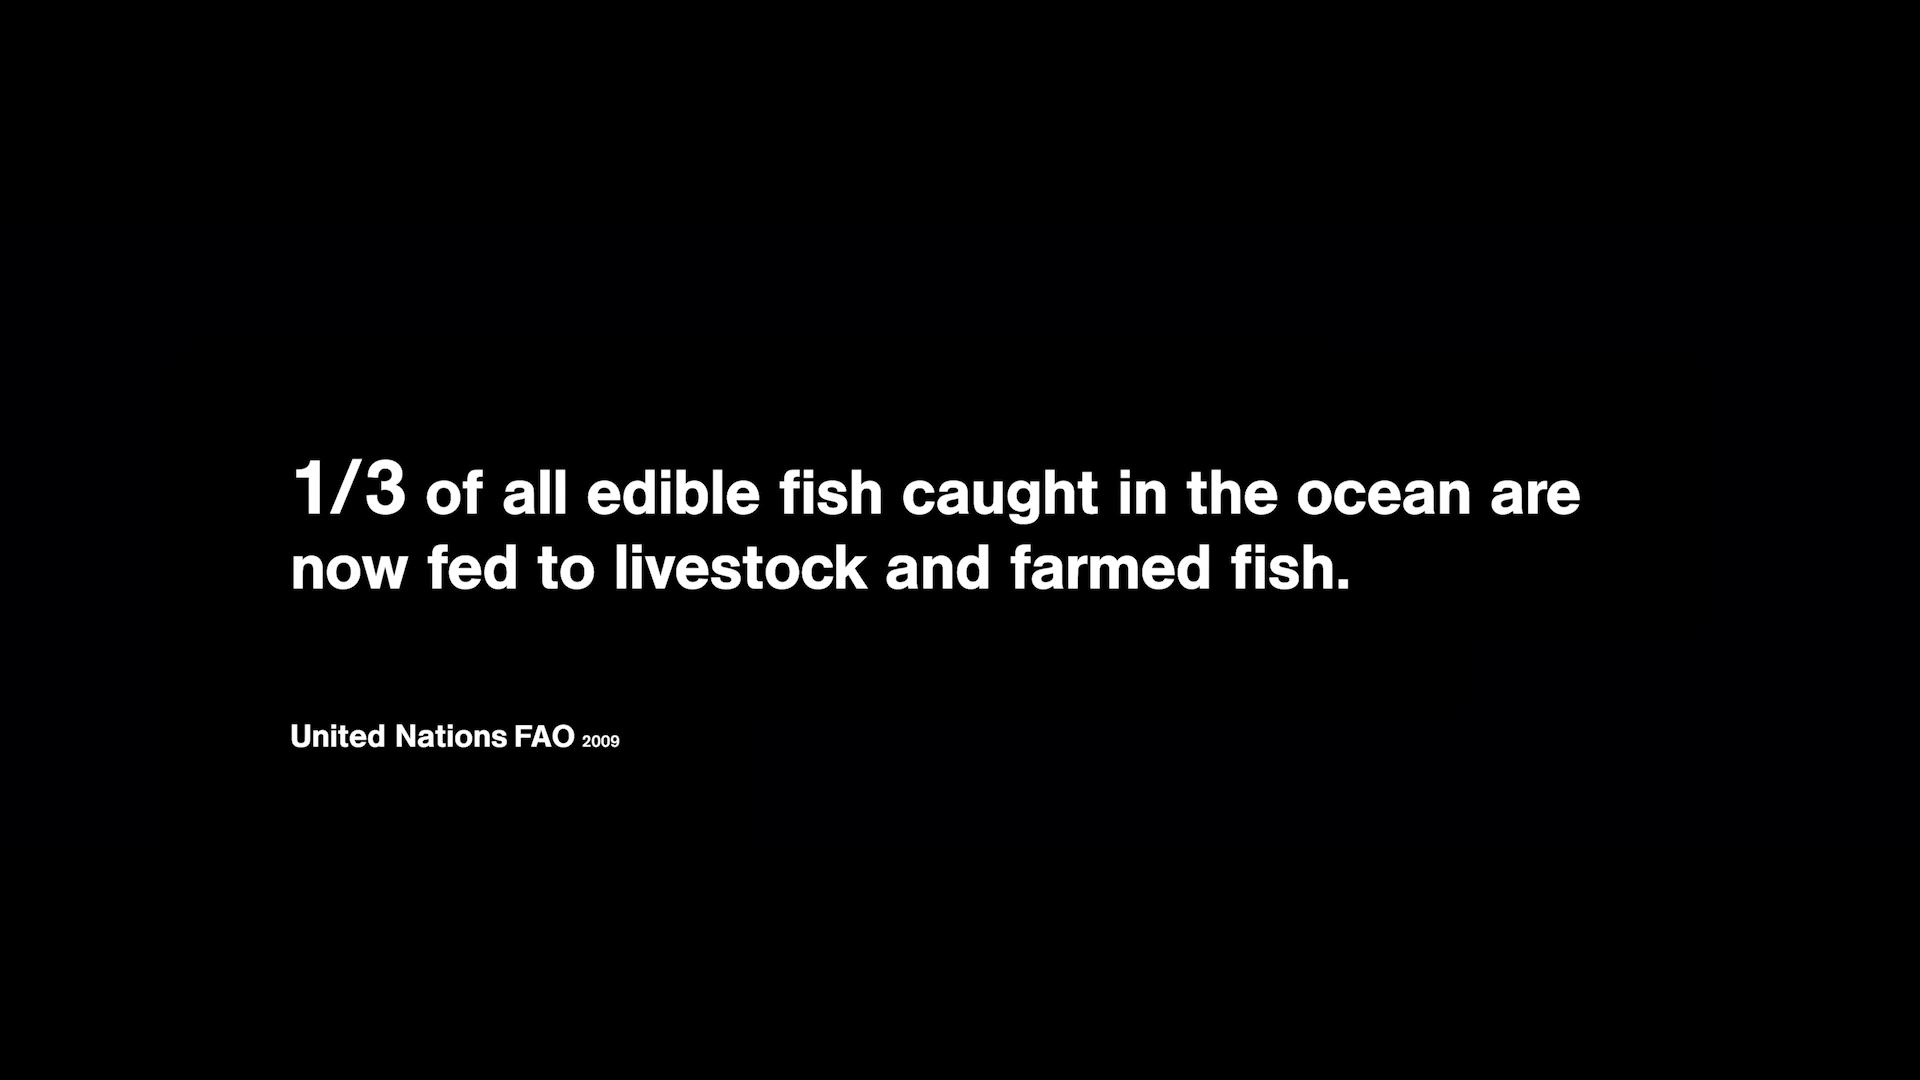 1/3 of all edible fish caught in the ocean are
now fed to livestock and farmed fish.
United Nations FAO 2009